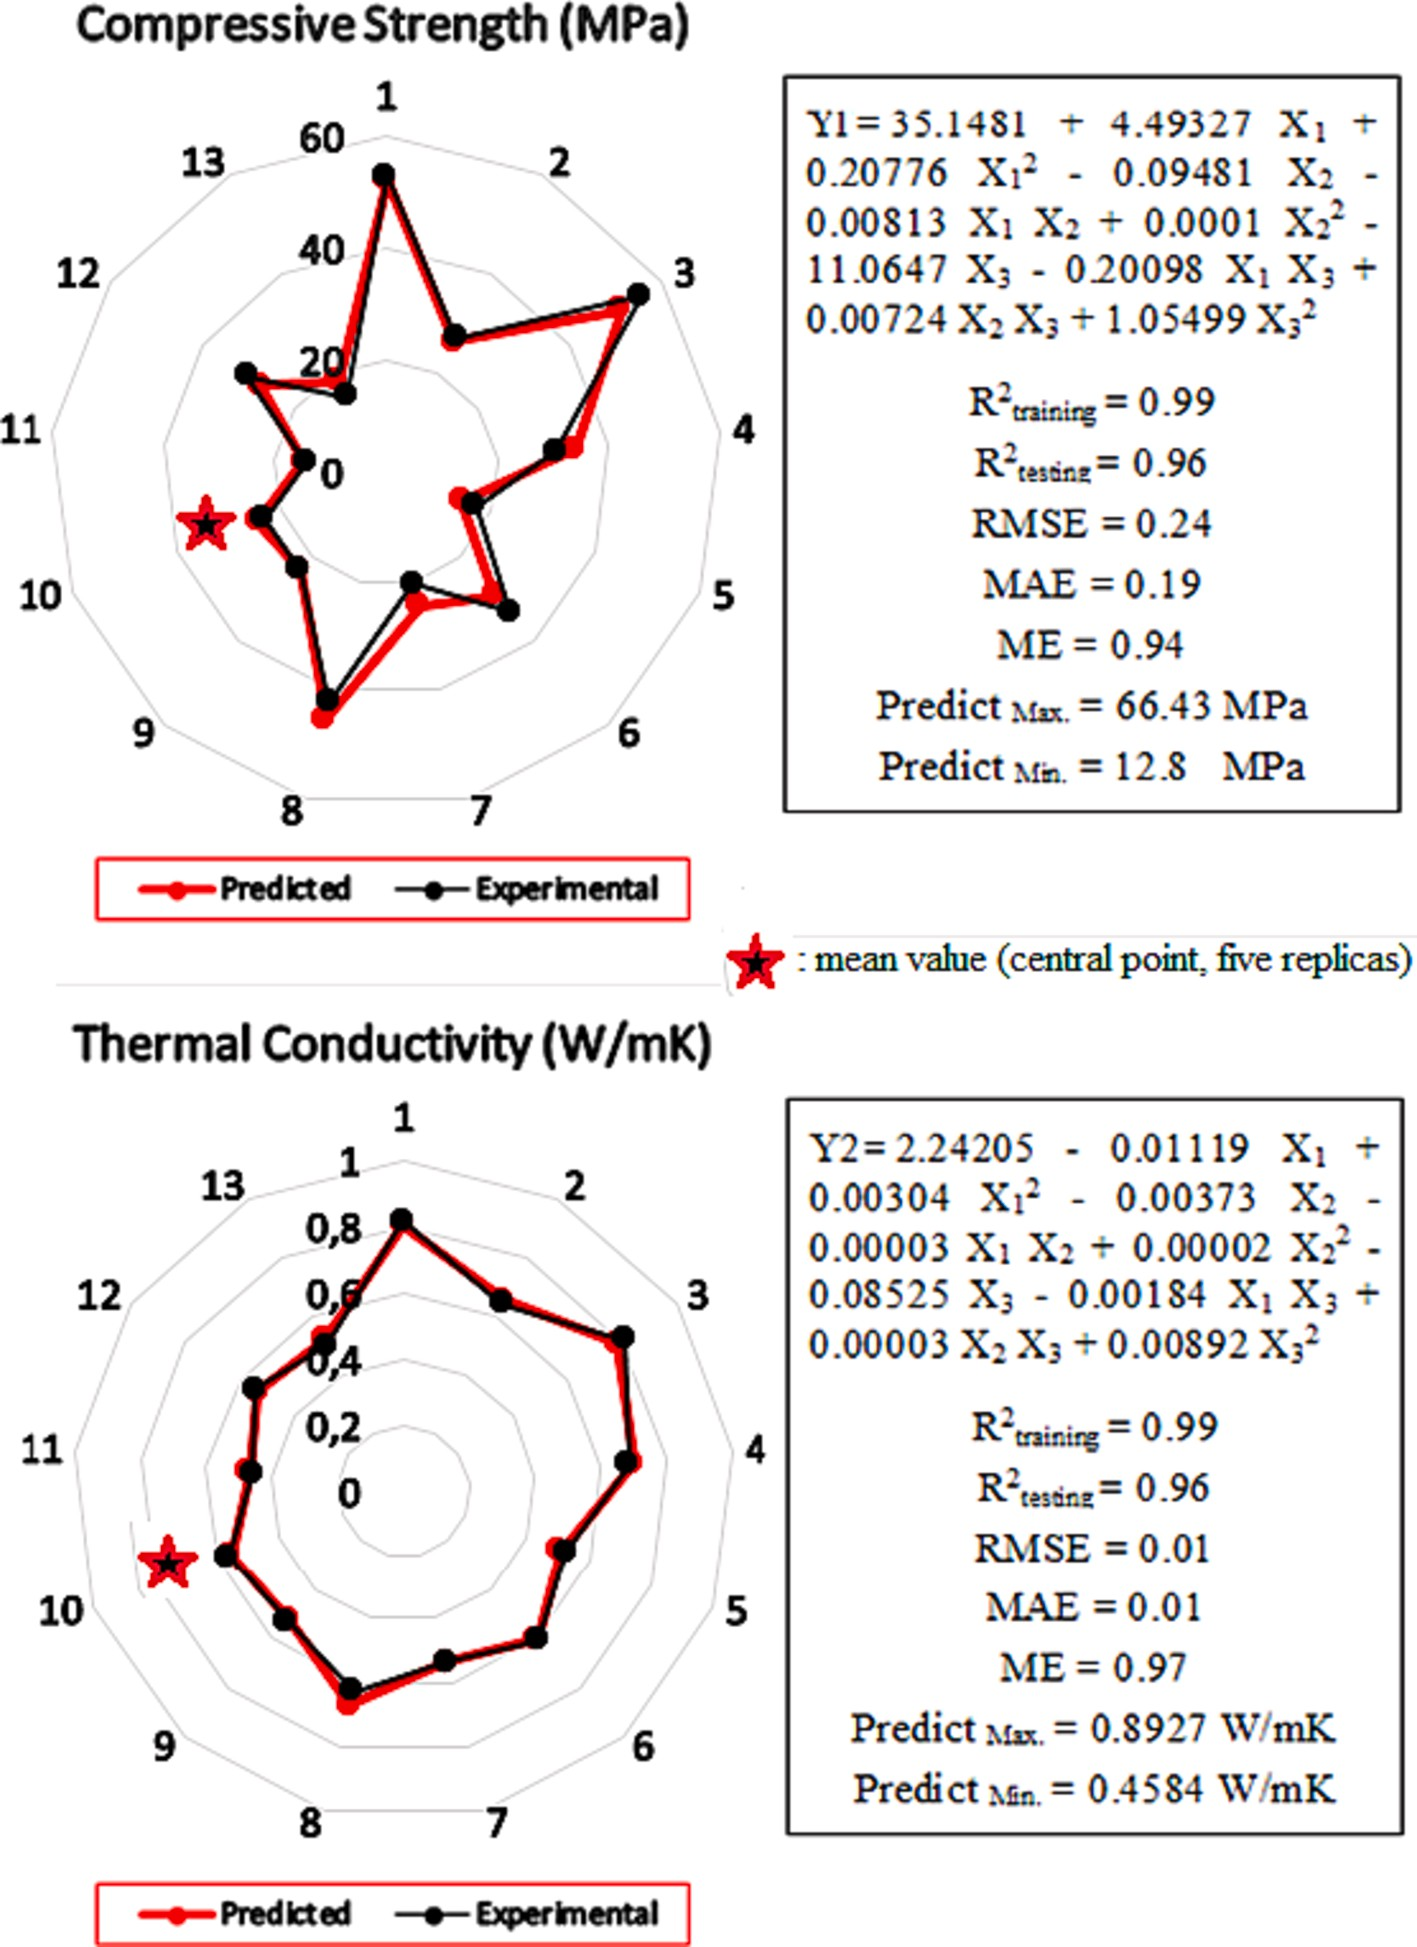 Compressive Strength (MPa)
1
2
3
4
5
6
7
8
9
10
11
12
13
60
40
20
0
Predicted
Experimental
Y1 = 35.1481 + 4.49327 X₁ +
0.20776 X₁² - 0.09481 X₂ -
0.00813 X₁ X₂ + 0.0001 X₂² -
11.0647 X₃ - 0.20098 X₁ X₃ +
0.00724 X₂ X₃ + 1.05499 X₃²
R² training = 0.99
R² testing = 0.96
RMSE = 0.24
MAE = 0.19
ME = 0.94
Predict Max. = 66.43 MPa
Predict Min. = 12.8 MPa
: mean value (central point, five replicas)
Thermal Conductivity (W/mK)
1
2
3
4
5
6
7
8
9
10
11
12
13
1
0,8
0,6
0,4
0,2
0
Predicted
Experimental
Y2= 2.24205 - 0.01119 X₁ +
0.00304 X₁² - 0.00373 X₂ -
0.00003 X₁ X₂ + 0.00002 X₂² -
0.08525 X₃ - 0.00184 X₁ X₃ +
0.00003 X₂ X₃ + 0.00892 X₃²
R² training = 0.99
R² testing = 0.96
RMSE = 0.01
MAE = 0.01
ME = 0.97
Predict Max. = 0.8927 W/mK
Predict Min. = 0.4584 W/mK